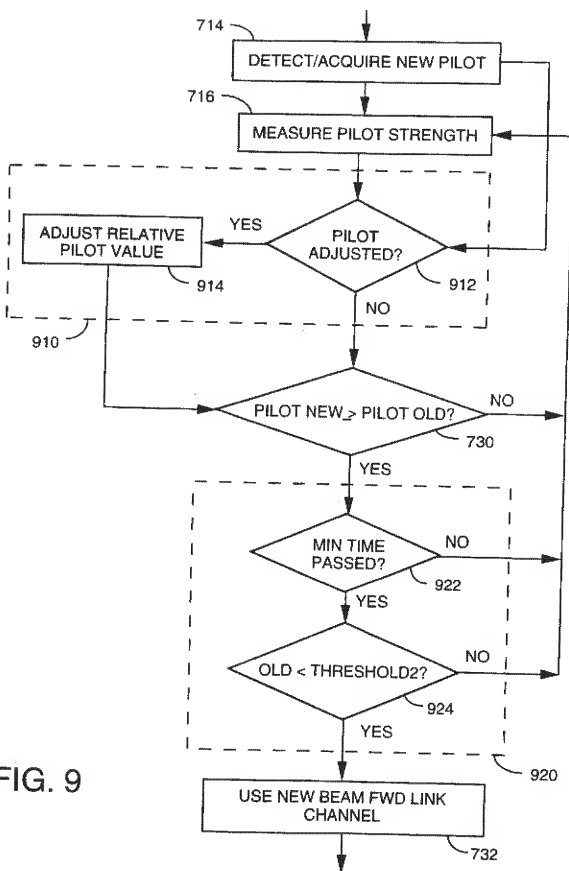 714
DETECT/ACQUIRE NEW PILOT
716
MEASURE PILOT STRENGTH
YES
ADJUST RELATIVE
PILOT VALUE
914
PILOT
ADJUSTED?
912
NO
910
PILOT NEW ≥ PILOT OLD?
NO
730
YES
MIN TIME
PASSED?
NO
922
YES
OLD < THRESHOLD2?
NO
924
YES
920
FIG. 9
USE NEW BEAM FWD LINK
CHANNEL
732